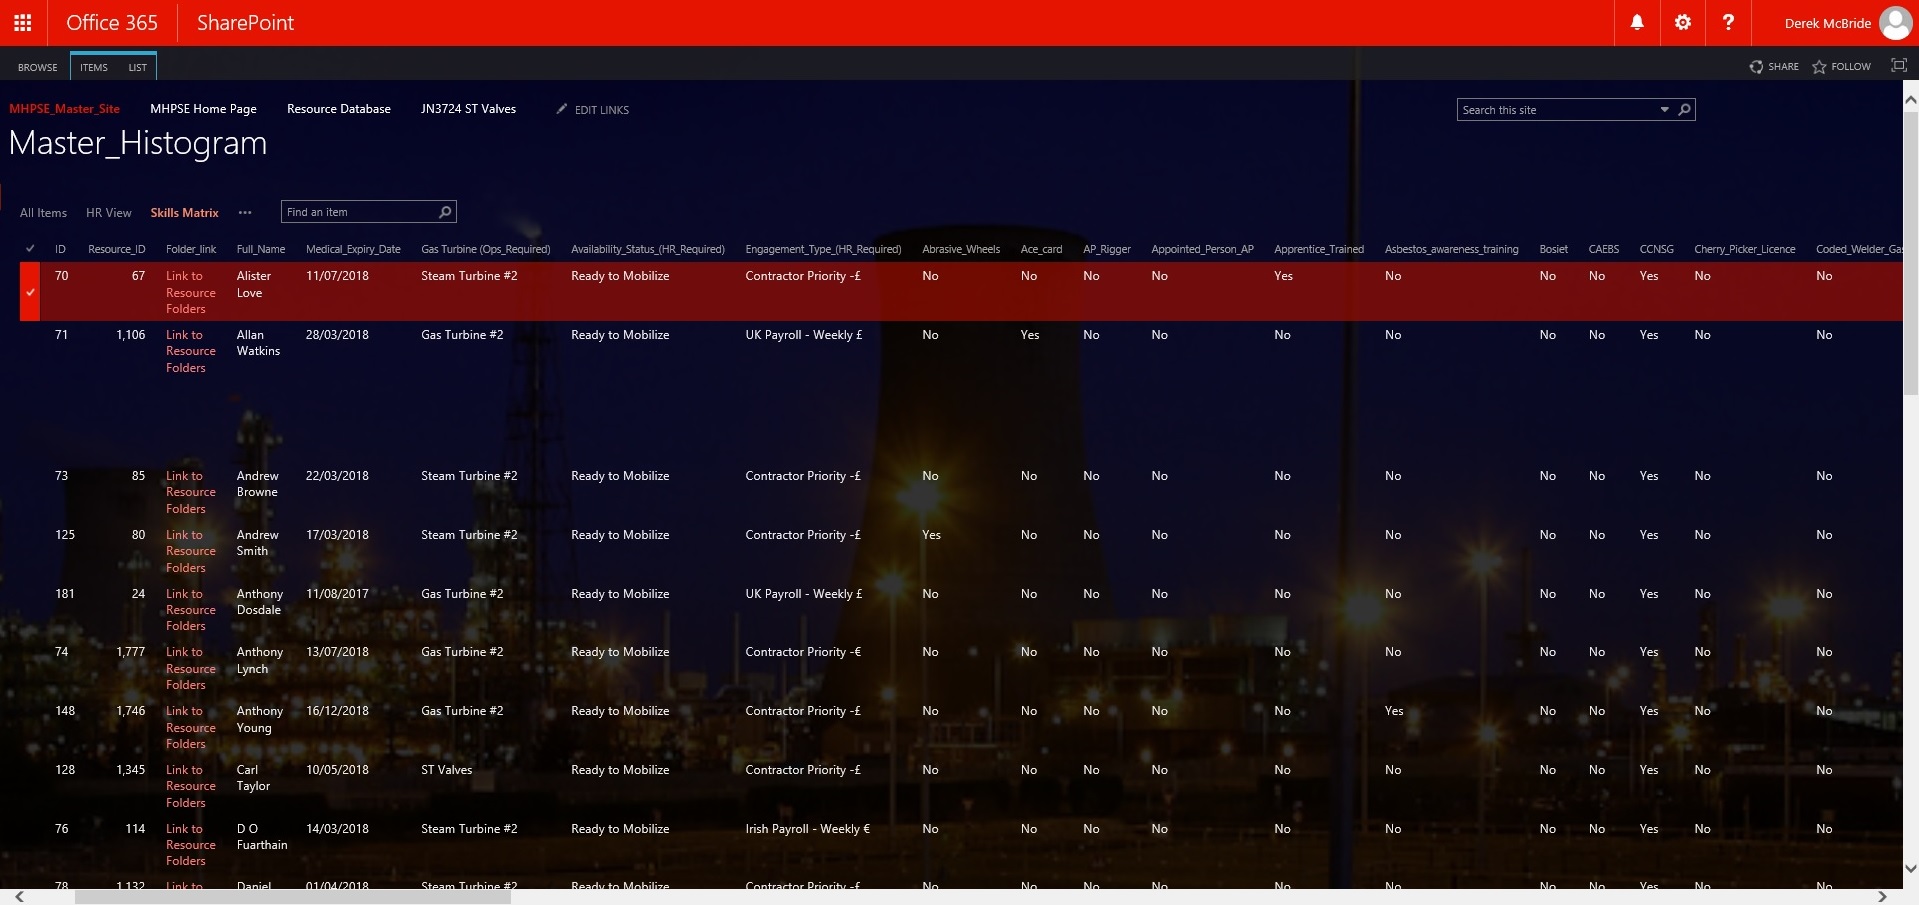 Office 365 SharePoint ? Derek McBride
BROWSE ITEMS LIST SHARE FOLLOW
MHPSE_Master_Site MHPSE Home Page Resource Database JN3724 ST Valves EDIT LINKS Search this site
Master_Histogram
All Items HR View Skills Matrix ••• Find an item
ID Resource_ID Folder_link Full_Name Medical_Expiry_Date Gas Turbine (Ops_Required) Availability_Status_(HR_Required) Engagement_Type_(HR_Required) Abrasive_Wheels Ace_card AP_Rigger Appointed_Person_AP Apprentice_Trained Asbestos_awareness_training Bosiet CAEBS CCNSG Cherry_Picker_Licence Coded_Welder_Gas
70 67 Link to Alister 11/07/2018 Steam Turbine #2 Ready to Mobilize Contractor Priority -£ No No No No Yes No No No Yes No No
Resource Love
Folders
71 1,106 Link to Allan 28/03/2018 Gas Turbine #2 Ready to Mobilize UK Payroll - Weekly £ No Yes No No No No No No Yes No No
Resource Watkins
Folders
73 85 Link to Andrew 22/03/2018 Steam Turbine #2 Ready to Mobilize Contractor Priority -£ No No No No No No No No Yes No No
Resource Browne
Folders
125 80 Link to Andrew 17/03/2018 Steam Turbine #2 Ready to Mobilize Contractor Priority -£ Yes No No No No No No No Yes No No
Resource Smith
Folders
181 24 Link to Anthony 11/08/2017 Gas Turbine #2 Ready to Mobilize UK Payroll - Weekly £ No No No No No No No No Yes No No
Resource Dosdale
Folders
74 1,777 Link to Anthony 13/07/2018 Gas Turbine #2 Ready to Mobilize Contractor Priority -€ No No No No No No No No Yes No No
Resource Lynch
Folders
148 1,746 Link to Anthony 16/12/2018 Gas Turbine #2 Ready to Mobilize Contractor Priority -£ No No No No No Yes No No Yes No No
Resource Young
Folders
128 1,345 Link to Carl 10/05/2018 ST Valves Ready to Mobilize Contractor Priority -£ No No No No No No No No Yes No No
Resource Taylor
Folders
76 114 Link to D O 14/03/2018 Steam Turbine #2 Ready to Mobilize Irish Payroll - Weekly € No No No No No No No No Yes No No
Resource Fuarthain
Folders
78 1,132 Link to Daniel 01/04/2018 Steam Turbine #2 Ready to Mobilize Contractor Priority -£ No No No No No No No No Yes No No